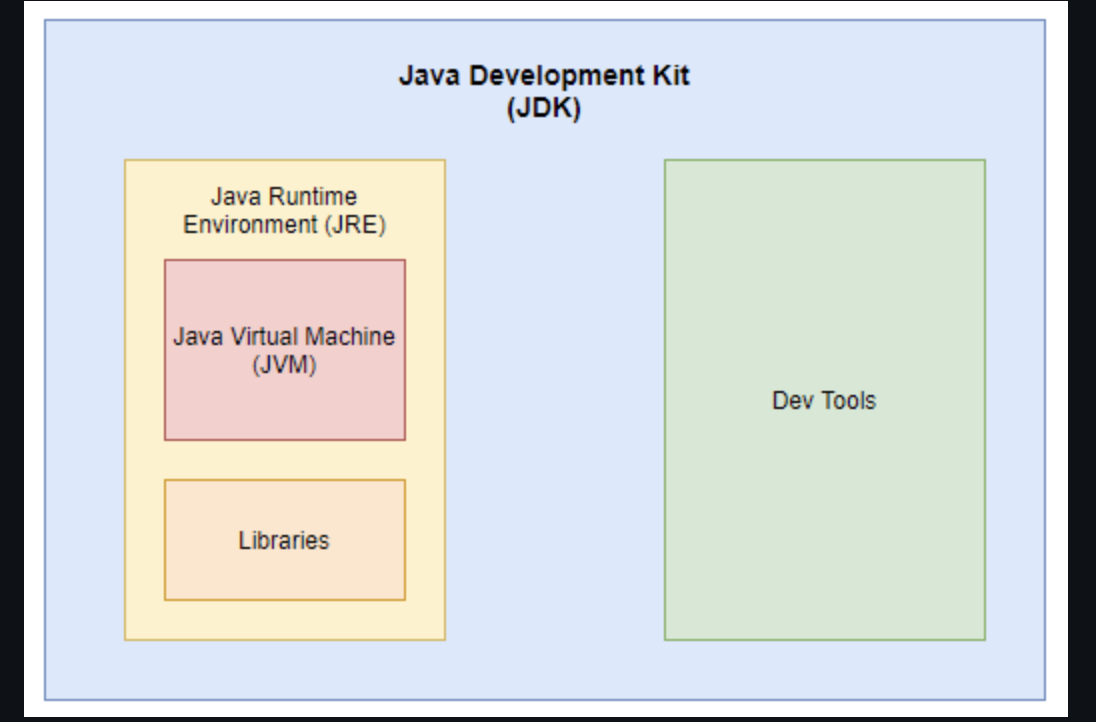 Java Development Kit
(JDK)
Java Runtime
Environment (JRE)
Java Virtual Machine
(JVM)
Libraries
Dev Tools